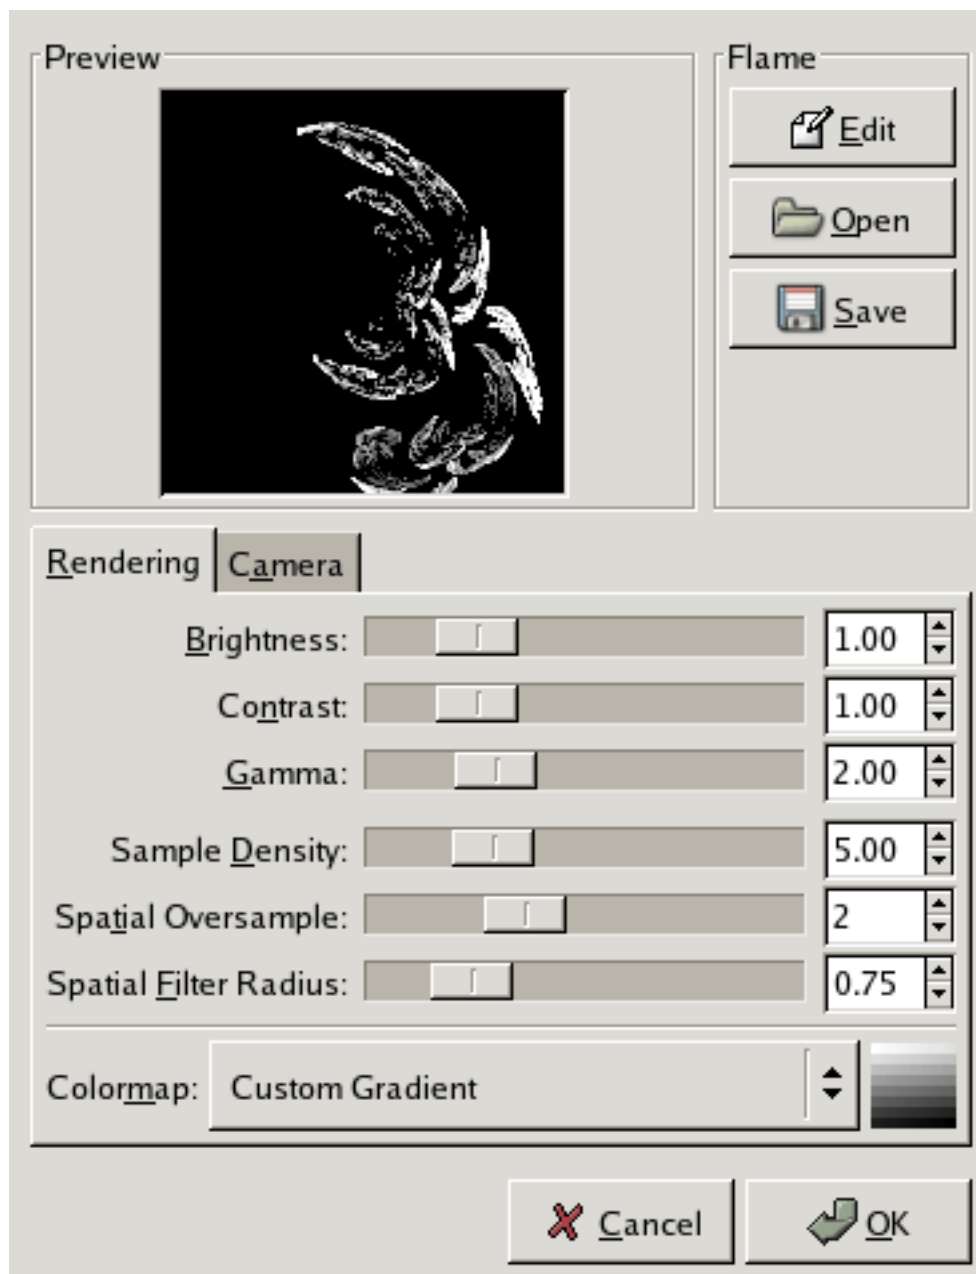 Preview
Flame
Edit
Open
Save
Rendering
Camera
Brightness: 1.00
Contrast: 1.00
Gamma: 2.00
Sample Density: 5.00
Spatial Oversample: 2
Spatial Filter Radius: 0.75
Colormap: Custom Gradient
Cancel
OK